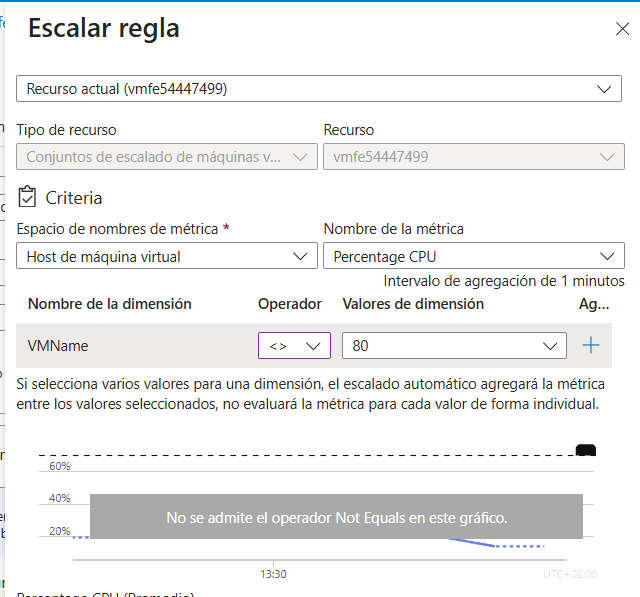 Escalar regla
Recurso actual (vmfe54447499)
Tipo de recurso
Recurso
Conjuntos de escalado de máquinas v...
vmfe54447499
Criteria
Espacio de nombres de métrica *
Nombre de la métrica
Host de máquina virtual
Percentage CPU
Intervalo de agregación de 1 minutos
Nombre de la dimensión
Operador
Valores de dimensión
Ag...
VMName
<>
80
+
Si selecciona varios valores para una dimensión, el escalado automático agregará la métrica
entre los valores seleccionados, no evaluará la métrica para cada valor de forma individual.
60%
40%
No se admite el operador Not Equals en este gráfico.
20%
13:30
UTC+02:00
Percentage CPU (Promedio)